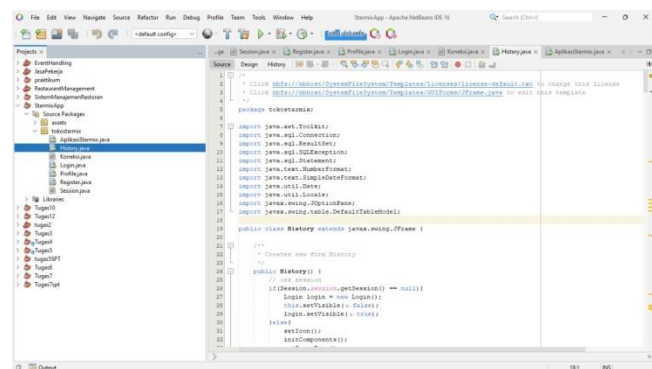 File Edit View Navigate Source Refactor Run Debug Profile Team Tools Window Help
StarmixApp - Apache NetBeans IDE 16
Search (Ctrl+I)
<default config>
Projects
Session.java Register.java Profile.java Login.java Koneksi.java History.java AplikasiStarmix.java
Source Design History
EventHandling
JasaPekerja
praktikum
RestaurantManagement
SistemManajemenRestoran
StarmixApp
Source Packages
assets
tokostarmix
AplikasiStarmix.java
History.java
Koneksi.java
Login.java
Profile.java
Register.java
Session.java
Libraries
Tugas10
Tugas12
tugas2
Tugas3
Tugas4
Tugas5
tugas5SPT
Tugas6
Tugas7
Tugas7spt
1 /*
2 * Click nbfs://nbhost/SystemFileSystem/Templates/Licenses/license-default.txt to change this license
3 * Click nbfs://nbhost/SystemFileSystem/Templates/GUIForms/JFrame.java to edit this template
4 */
5 package tokostarmix;
6
7 import java.awt.Toolkit;
8 import java.sql.Connection;
9 import java.sql.ResultSet;
10 import java.sql.SQLException;
11 import java.sql.Statement;
12 import java.text.NumberFormat;
13 import java.text.SimpleDateFormat;
14 import java.util.Date;
15 import java.util.Locale;
16 import javax.swing.JOptionPane;
17 import javax.swing.table.DefaultTableModel;
18
19 public class History extends javax.swing.JFrame {
20
21 /**
22 * Creates new form History
23 */
24 public History() {
25 // cek session
26 if(Session.session.getSession() == null){
27 Login login = new Login();
28 this.setVisible(b: false);
29 login.setVisible(b: true);
30 }else{
31 setIcon();
32 initComponents();
Output
18:1 INS